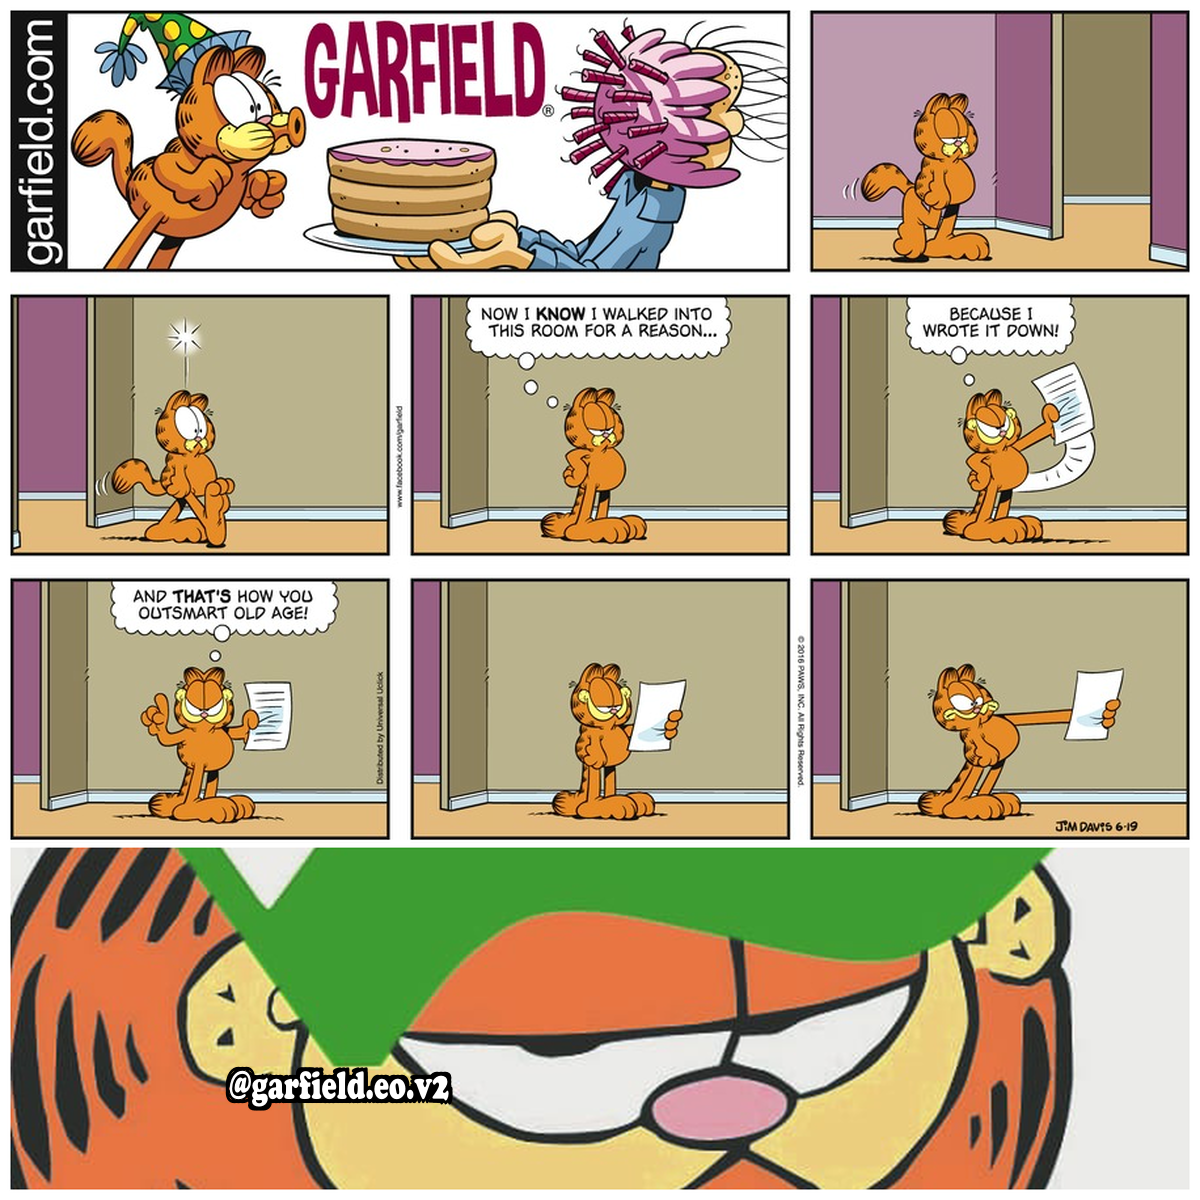 garfield.com
GARFIELD®
www.facebook.com/garfield
NOW I KNOW I WALKED INTO
THIS ROOM FOR A REASON...
BECAUSE I
WROTE IT DOWN!
AND THAT'S HOW YOU
OUTSMART OLD AGE!
Distributed by Universal Uclick
© 2016 PAWS, INC. All Rights Reserved.
JIM DAVIS 6-19
@garfield.eo.v2